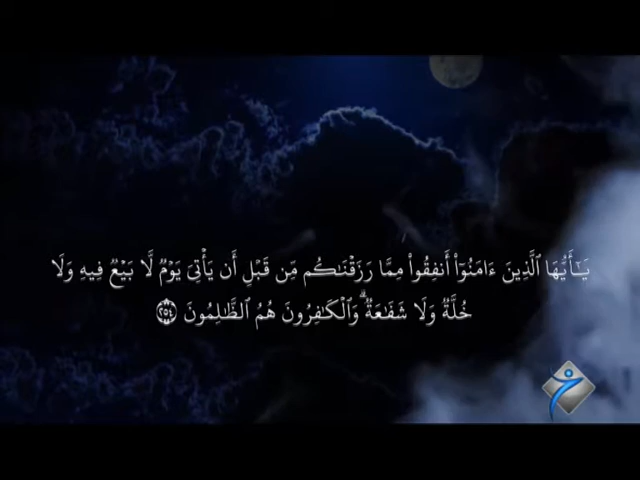 يَـٰٓأَيُّهَا ٱلَّذِينَ ءَامَنُوٓا۟ أَنفِقُوا۟ مِمَّا رَزَقْنَـٰكُم مِّن قَبْلِ أَن يَأْتِىَ يَوْمٌ لَّا بَيْعٌ فِيهِ وَلَا
خُلَّةٌ وَلَا شَفَـٰعَةٌ ۗ وَٱلْكَـٰفِرُونَ هُمُ ٱلظَّـٰلِمُونَ ﴿٢٥٤﴾